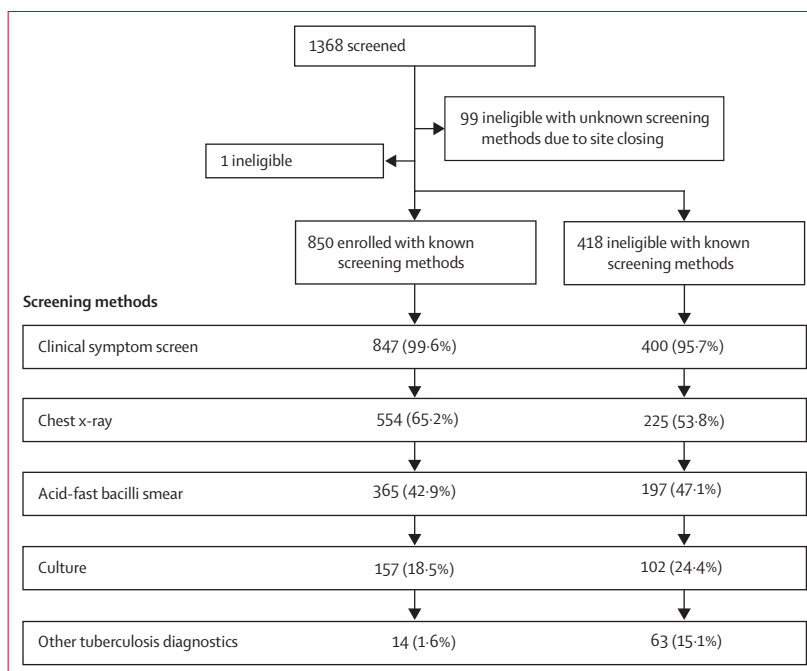 1368 screened
99 ineligible with unknown screening
methods due to site closing
1 ineligible
850 enrolled with known
screening methods
418 ineligible with known
screening methods
Screening methods
Clinical symptom screen 847 (99·6%) 400 (95·7%)
Chest x-ray 554 (65·2%) 225 (53·8%)
Acid-fast bacilli smear 365 (42·9%) 197 (47·1%)
Culture 157 (18·5%) 102 (24·4%)
Other tuberculosis diagnostics 14 (1·6%) 63 (15·1%)